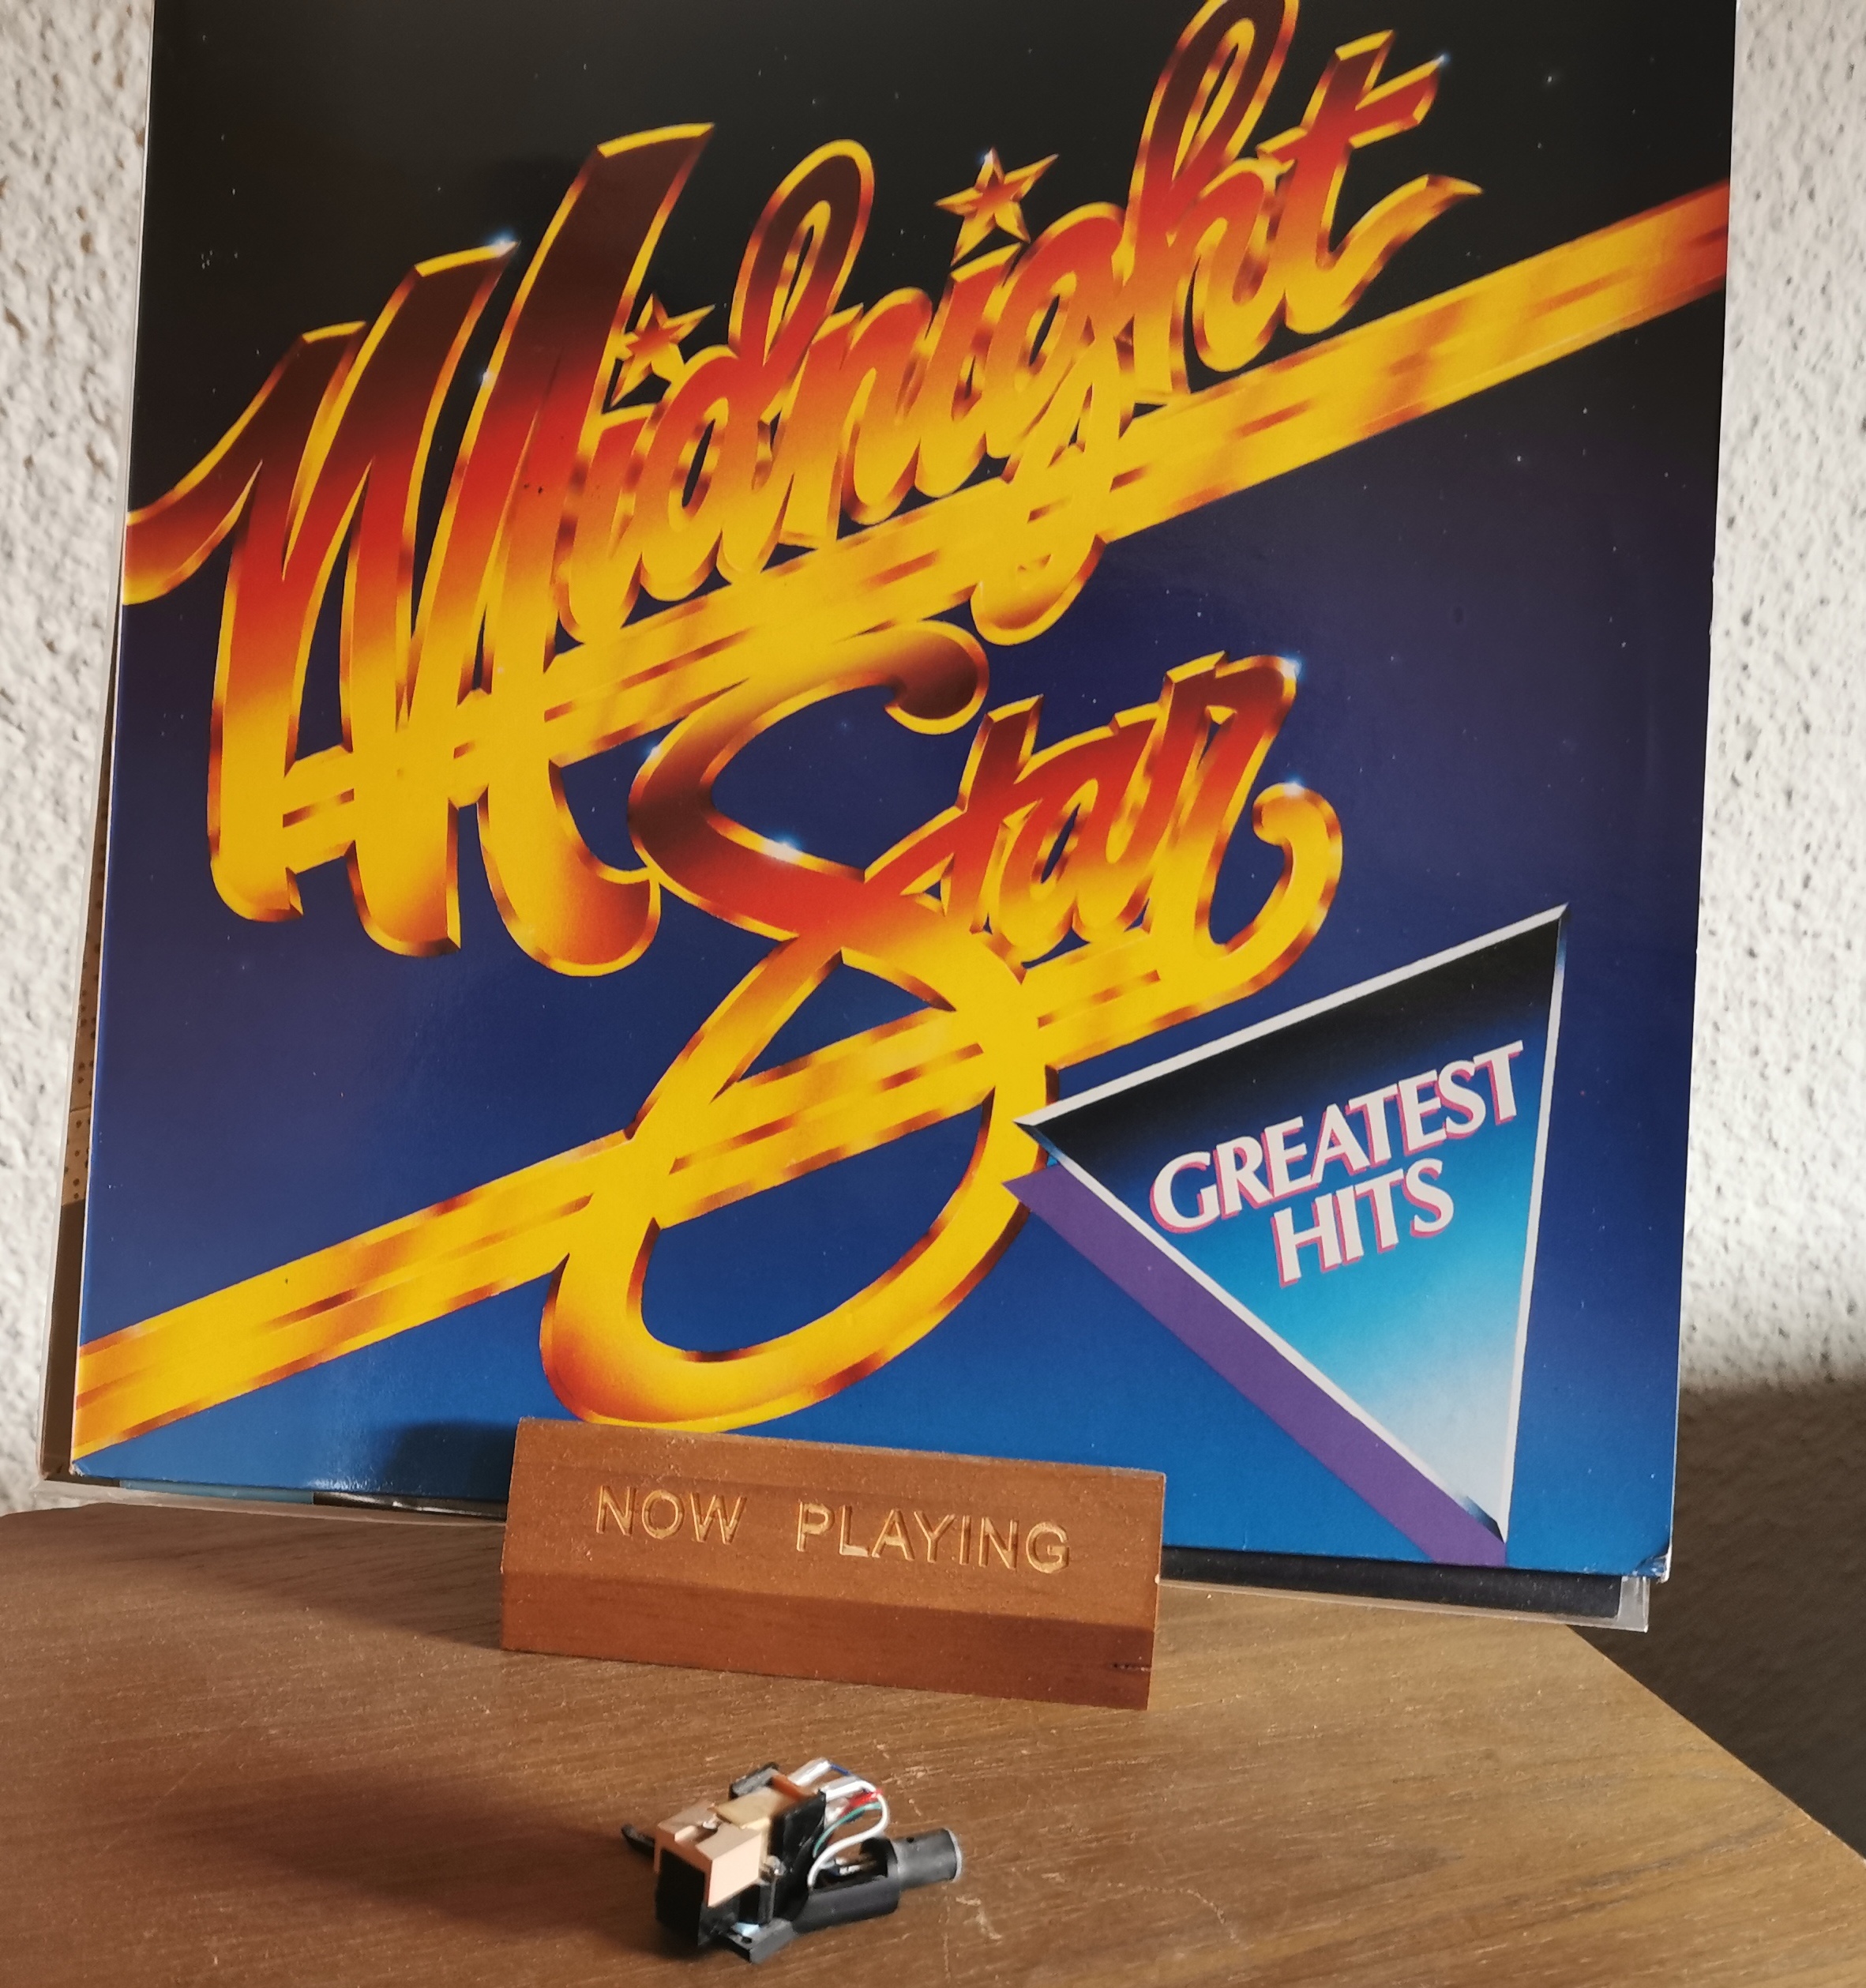 Midnight
Star
GREATEST
HITS
NOW PLAYING